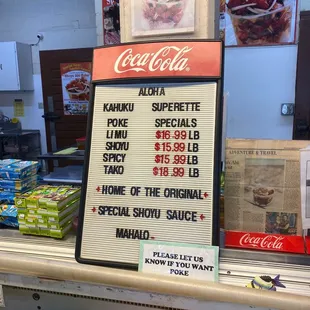 Coca-Cola
ALOHA
KAHUKU SUPERETTE
POKE SPECIALS
LIMU $16.99 LB
SHOYU $15.99 LB
SPICY $15.99 LB
TAKO $18.99 LB
HOME OF THE ORIGINAL
SPECIAL SHOYU SAUCE
MAHALO
PLEASE LET US
KNOW IF YOU WANT
POKE
ADVENTURE & TRAVEL
Coca-Cola